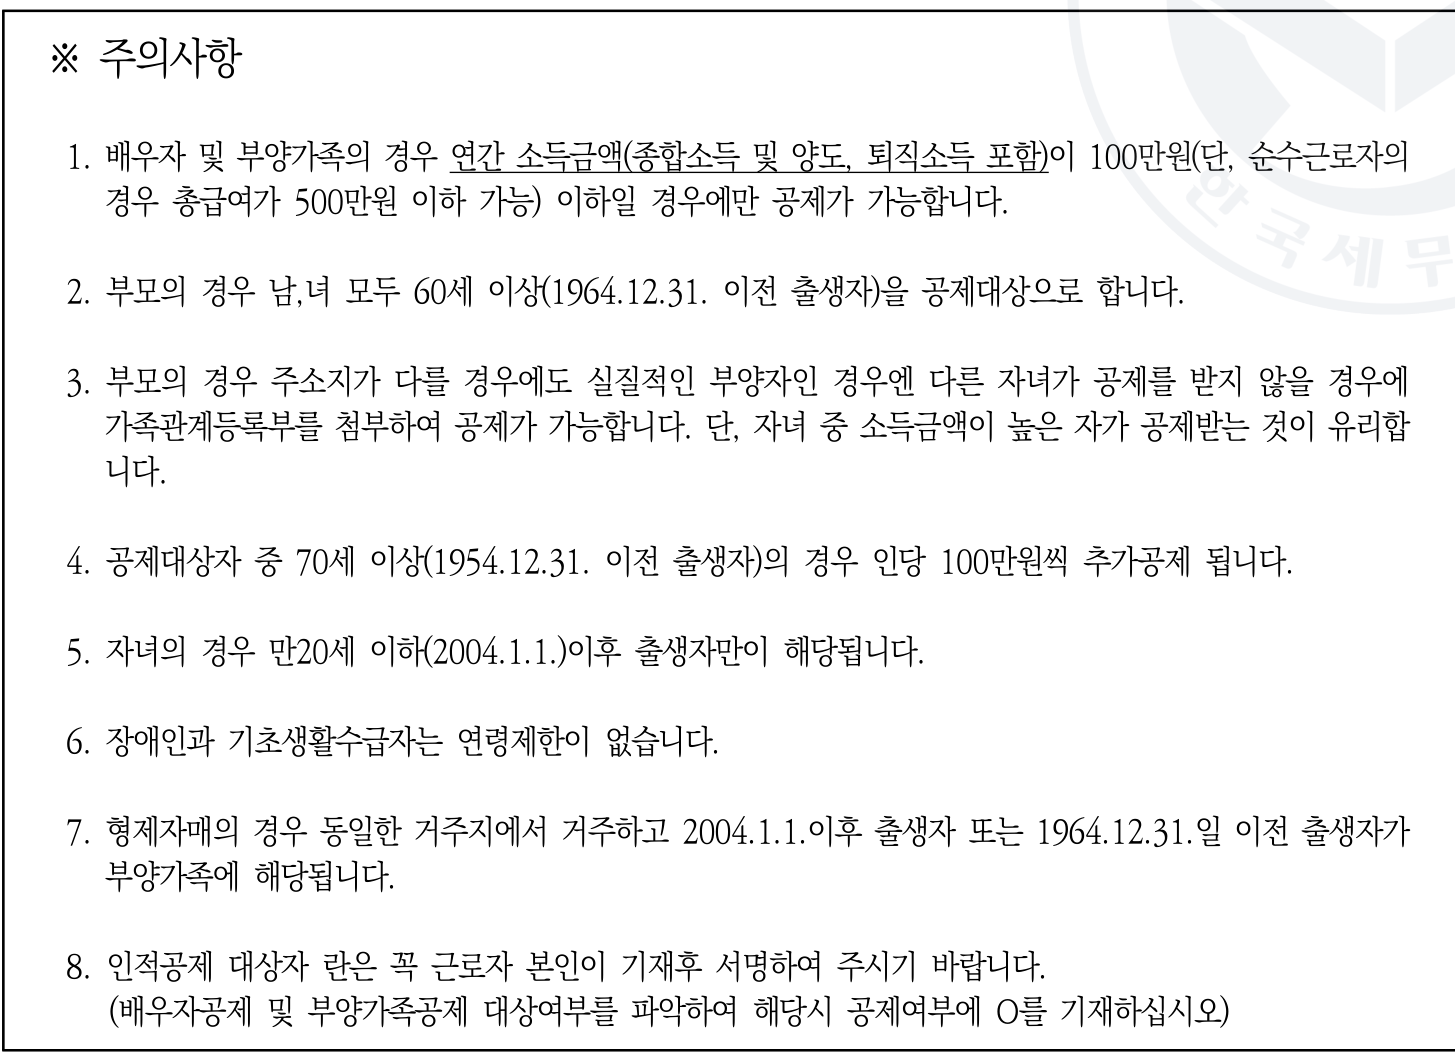 ※ 주의사항
1. 배우자 및 부양가족의 경우 연간 소득금액(종합소득 및 양도, 퇴직소득 포함)이 100만원(단, 순수근로자의
경우 총급여가 500만원 이하 가능) 이하일 경우에만 공제가 가능합니다.
2. 부모의 경우 남,녀 모두 60세 이상(1964.12.31. 이전 출생자)을 공제대상으로 합니다.
3. 부모의 경우 주소지가 다를 경우에도 실질적인 부양자인 경우엔 다른 자녀가 공제를 받지 않을 경우에
가족관계등록부를 첨부하여 공제가 가능합니다. 단, 자녀 중 소득금액이 높은 자가 공제받는 것이 유리합
니다.
4. 공제대상자 중 70세 이상(1954.12.31. 이전 출생자)의 경우 인당 100만원씩 추가공제 됩니다.
5. 자녀의 경우 만20세 이하(2004.1.1.)이후 출생자만이 해당됩니다.
6. 장애인과 기초생활수급자는 연령제한이 없습니다.
7. 형제자매의 경우 동일한 거주지에서 거주하고 2004.1.1.이후 출생자 또는 1964.12.31.일 이전 출생자가
부양가족에 해당됩니다.
8. 인적공제 대상자 란은 꼭 근로자 본인이 기재후 서명하여 주시기 바랍니다.
(배우자공제 및 부양가족공제 대상여부를 파악하여 해당시 공제여부에 O를 기재하십시오)
한국세무